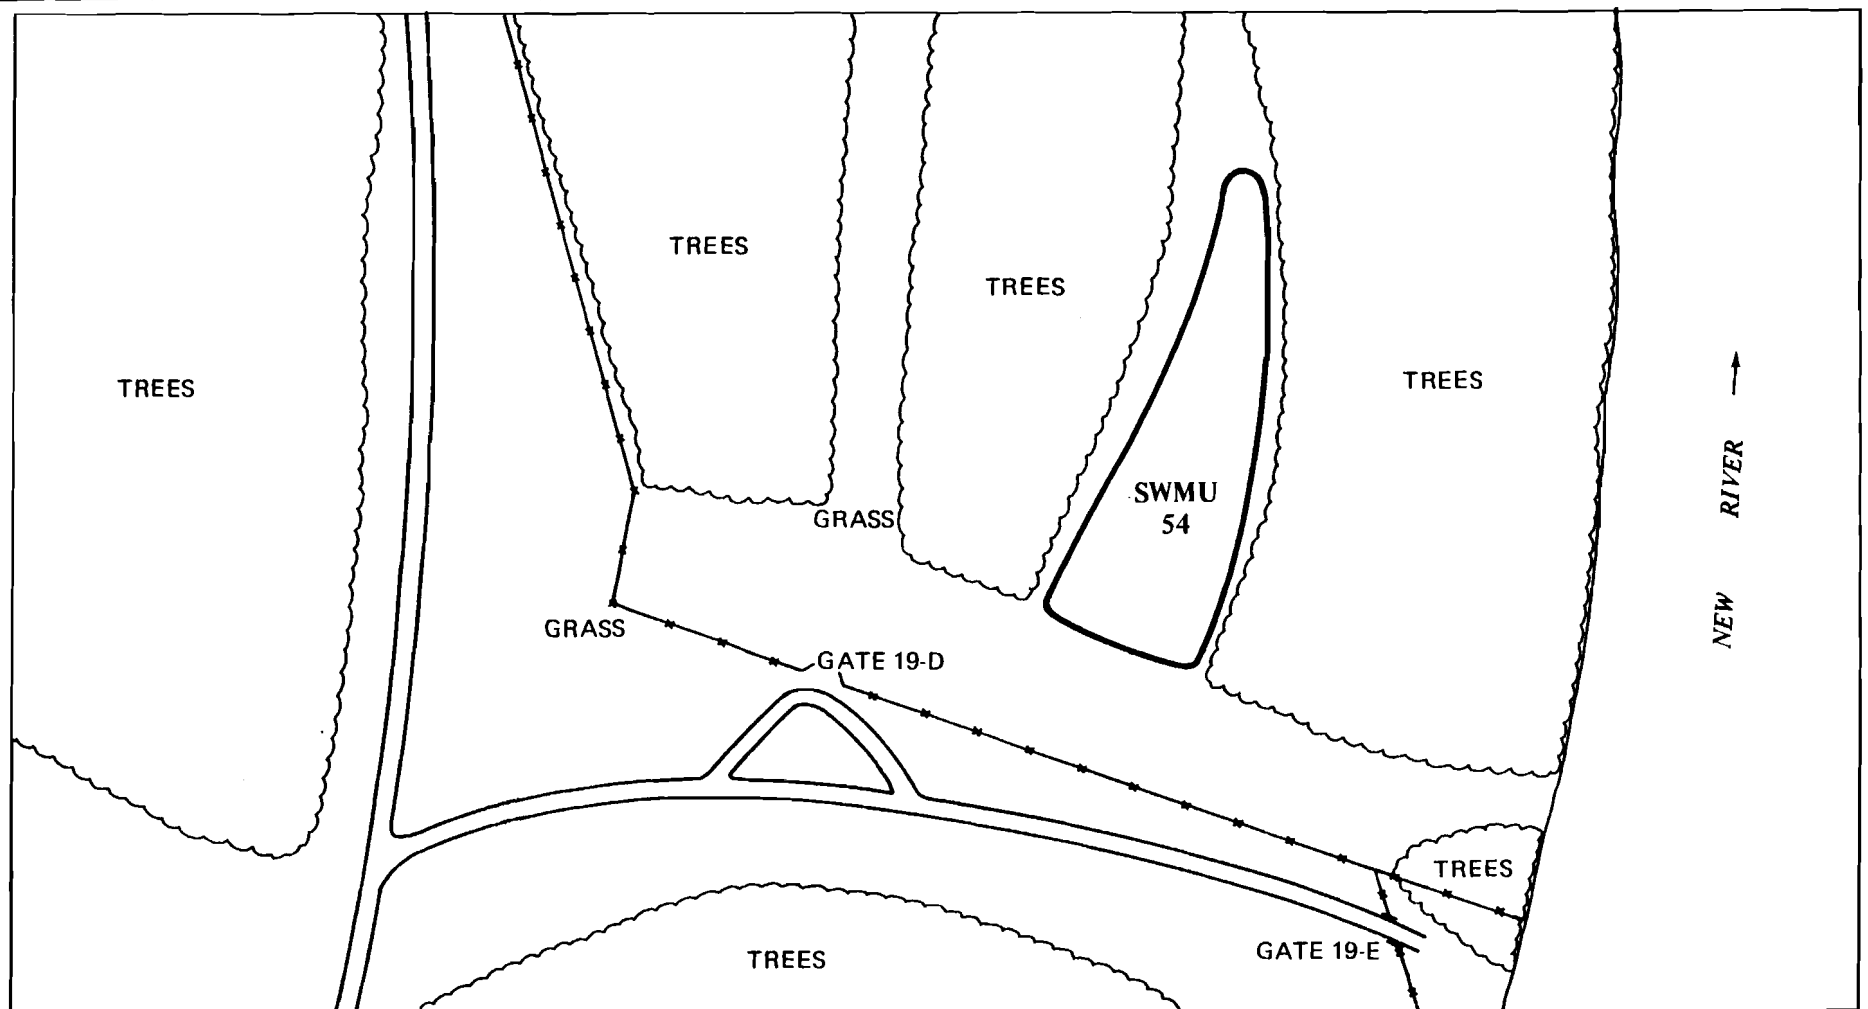 TREES
TREES
TREES
TREES
SWMU
54
GRASS
NEW RIVER
GRASS
GATE 19-D
TREES
GATE 19-E
TREES